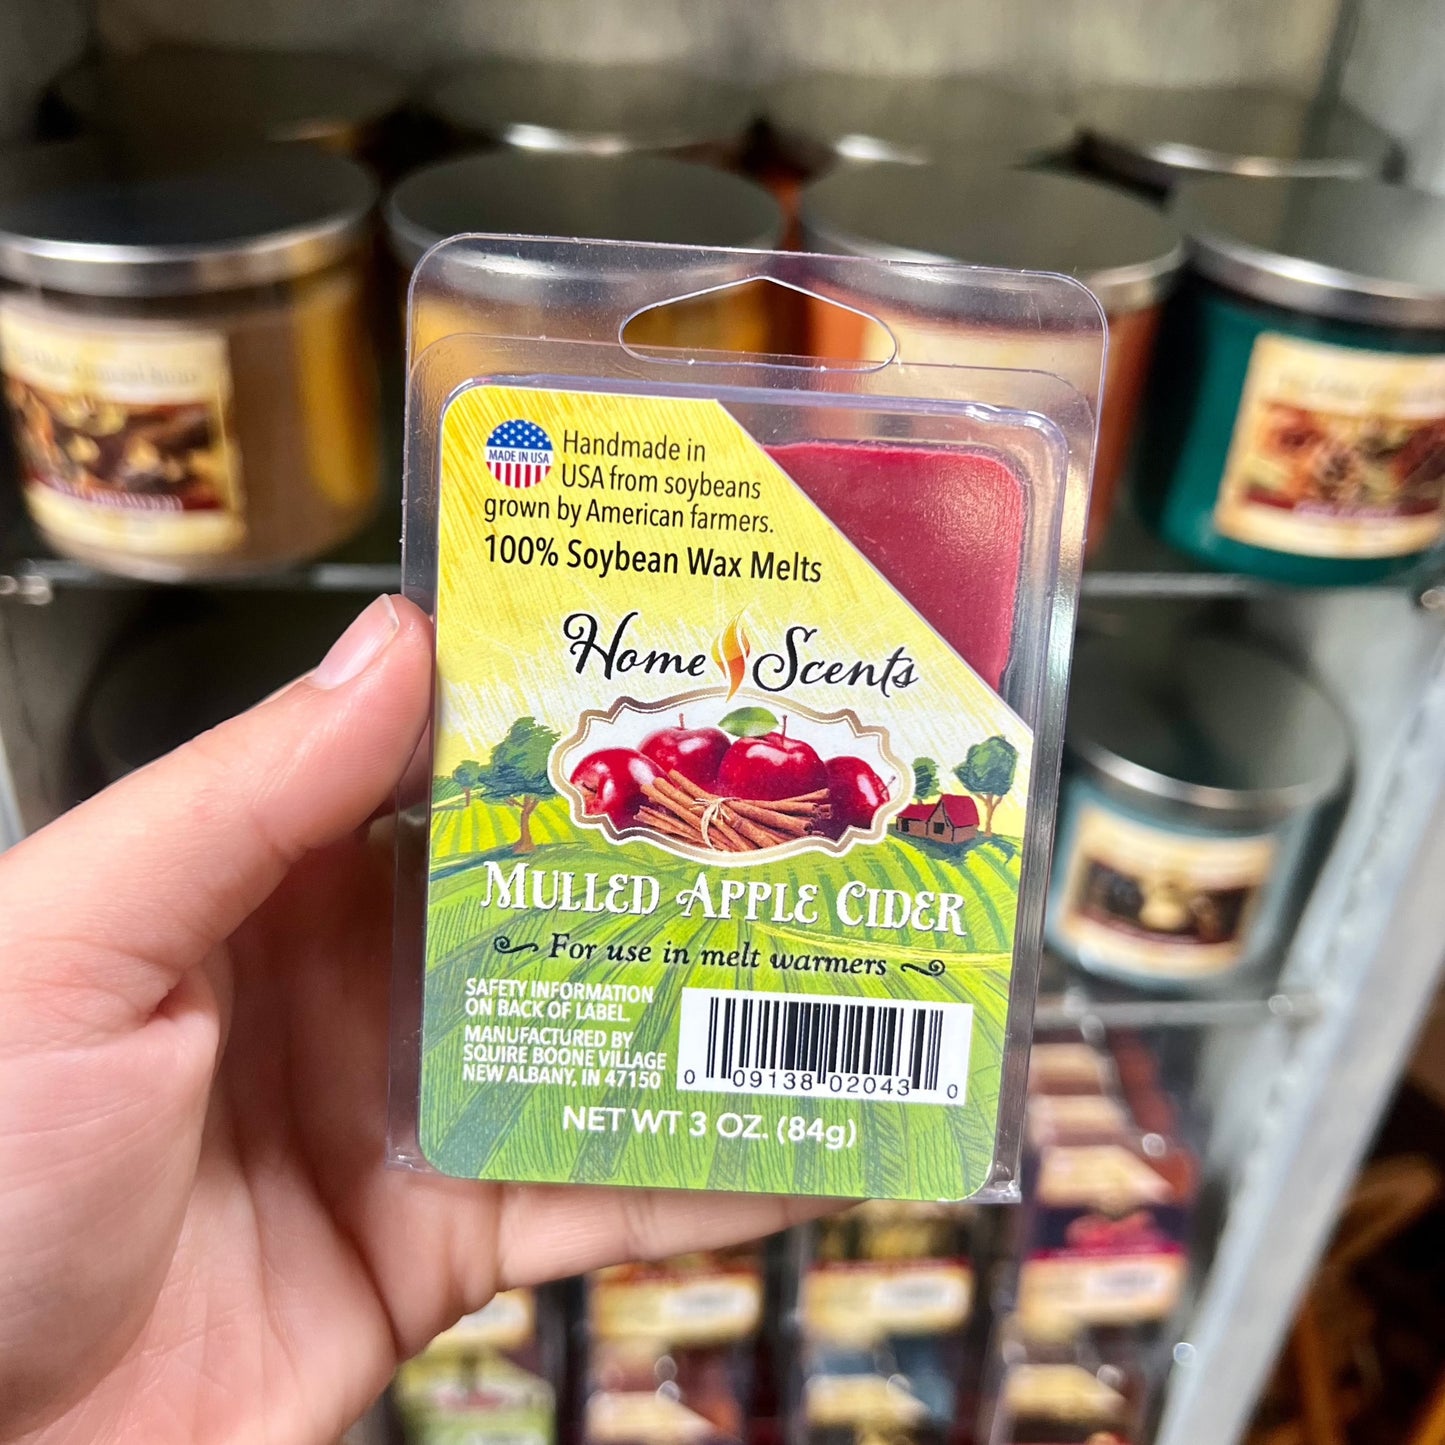 MADE IN USA
Handmade in
USA from soybeans
grown by American farmers.
100% Soybean Wax Melts
Home Scents
MULLED APPLE CIDER
For use in melt warmers
SAFETY INFORMATION
ON BACK OF LABEL.
MANUFACTURED BY
SQUIRE BOONE VILLAGE
NEW ALBANY, IN 47150
0 09138 02043 0
NET WT 3 OZ. (84g)